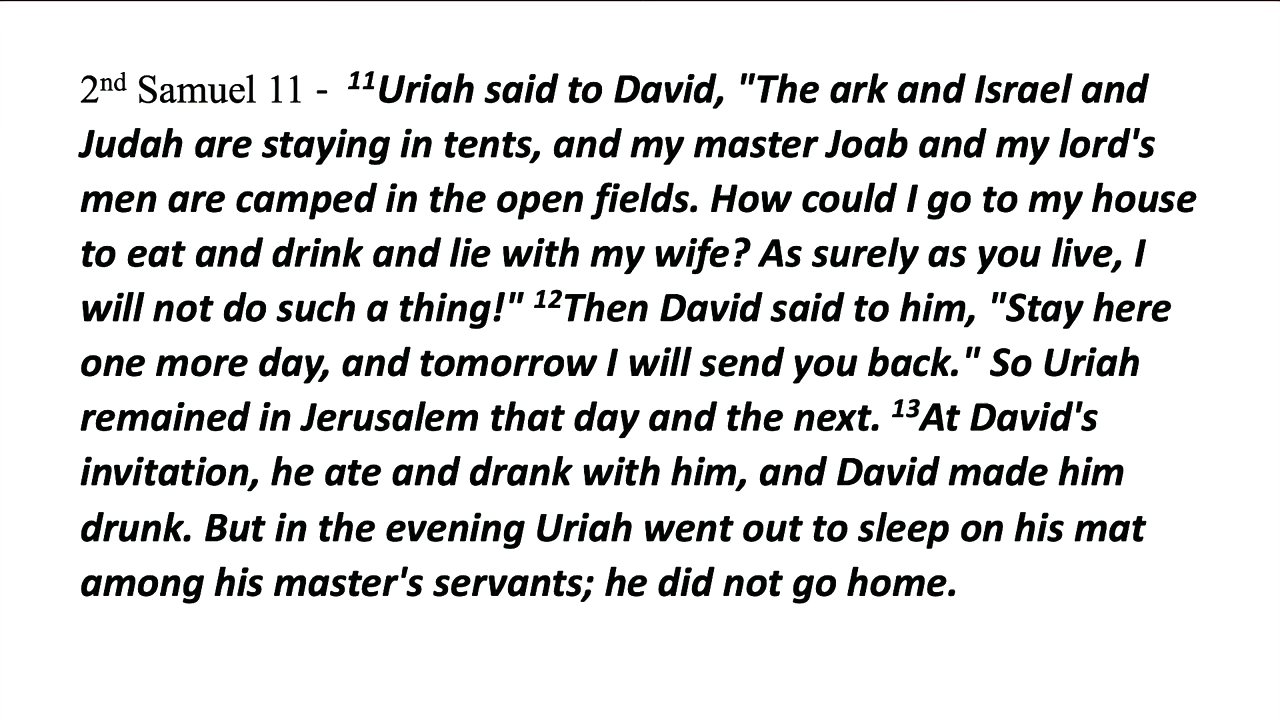 2nd Samuel 11 - 11Uriah said to David, "The ark and Israel and
Judah are staying in tents, and my master Joab and my lord's
men are camped in the open fields. How could I go to my house
to eat and drink and lie with my wife? As surely as you live, I
will not do such a thing!" 12Then David said to him, "Stay here
one more day, and tomorrow I will send you back." So Uriah
remained in Jerusalem that day and the next. 13At David's
invitation, he ate and drank with him, and David made him
drunk. But in the evening Uriah went out to sleep on his mat
among his master's servants; he did not go home.